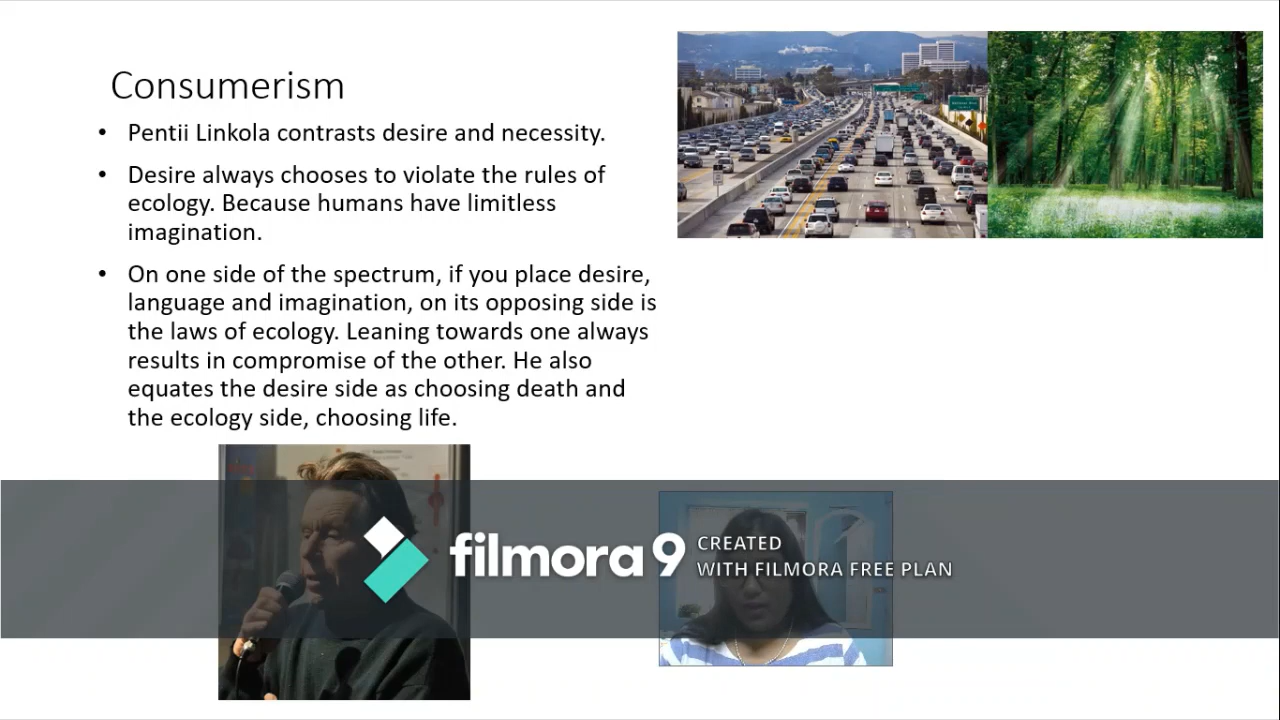 Consumerism
• Pentii Linkola contrasts desire and necessity.
• Desire always chooses to violate the rules of
ecology. Because humans have limitless
imagination.
• On one side of the spectrum, if you place desire,
language and imagination, on its opposing side is
the laws of ecology. Leaning towards one always
results in compromise of the other. He also
equates the desire side as choosing death and
the ecology side, choosing life.
filmora9 CREATED
WITH FILMORA FREE PLAN